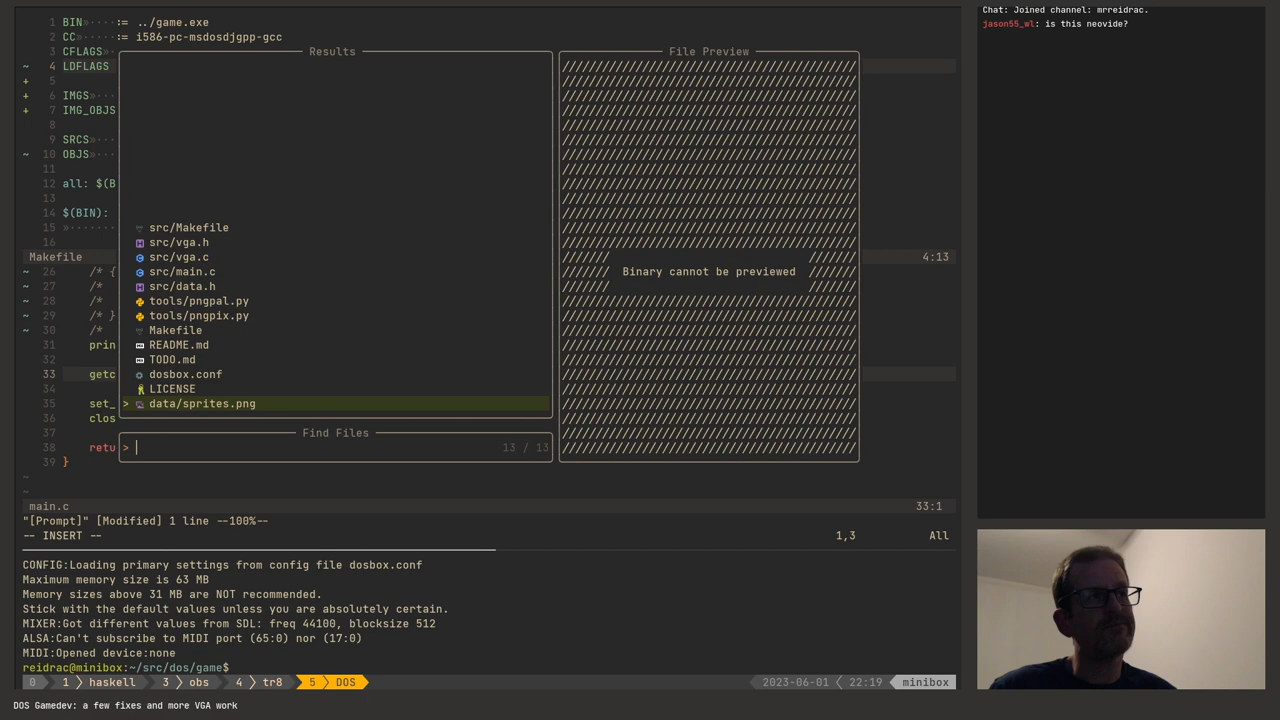 1 BIN»····:= ../game.exe
2 CC»·····:= i586-pc-msdosdjgpp-gcc
3 CFLAGS»·
Results
File Preview
~ 4 LDFLAGS
+ 5
+ 6 IMGS»···
+ 7 IMG_OBJS
8
9 SRCS»···
~ 10 OBJS»···
11
12 all: $(B
13
14 $(BIN):
15 »·······
16
src/Makefile
src/vga.h
src/vga.c
src/main.c
src/data.h
tools/pngpal.py
tools/pngpix.py
Makefile
README.md
TODO.md
dosbox.conf
LICENSE
> data/sprites.png
Binary cannot be previewed
Makefile 4:13
~ 26 /* {
~ 27 /*
~ 28 /*
~ 29 /* }
~ 30 /*
31 prin
32
33 getc
34
35 set_
36 clos
37
38 retu
39 }
~
~
Find Files
> 13 / 13
main.c 33:1
"[Prompt]" [Modified] 1 line --100%--
-- INSERT -- 1,3 All
CONFIG:Loading primary settings from config file dosbox.conf
Maximum memory size is 63 MB
Memory sizes above 31 MB are NOT recommended.
Stick with the default values unless you are absolutely certain.
MIXER:Got different values from SDL: freq 44100, blocksize 512
ALSA:Can't subscribe to MIDI port (65:0) nor (17:0)
MIDI:Opened device:none
reidrac@minibox:~/src/dos/game$
0 1 haskell 3 obs 4 tr8 5 DOS 2023-06-01 22:19 minibox
DOS Gamedev: a few fixes and more VGA work
Chat: Joined channel: mrreidrac.
jason55_wl: is this neovide?